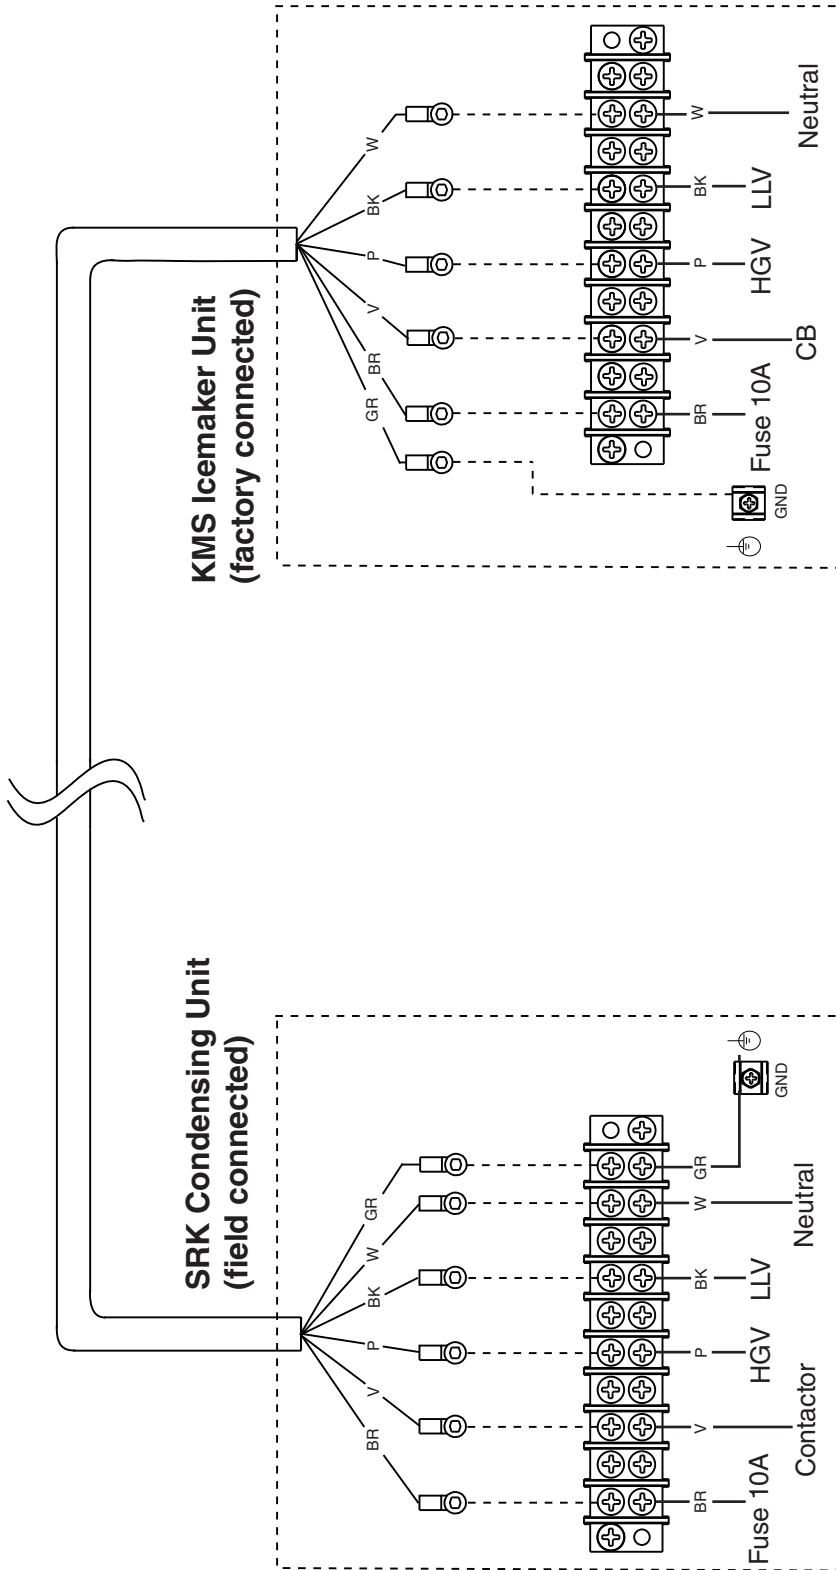 KMS Icemaker Unit
(factory connected)
W
BK
P
V
BR
GR
W
BK
P
V
BR
Neutral
LLV
HGV
CB
Fuse 10A
GND
SRK Condensing Unit
(field connected)
GR
W
BK
P
V
BR
GR
W
BK
P
V
BR
GND
Neutral
LLV
HGV
Contactor
Fuse 10A